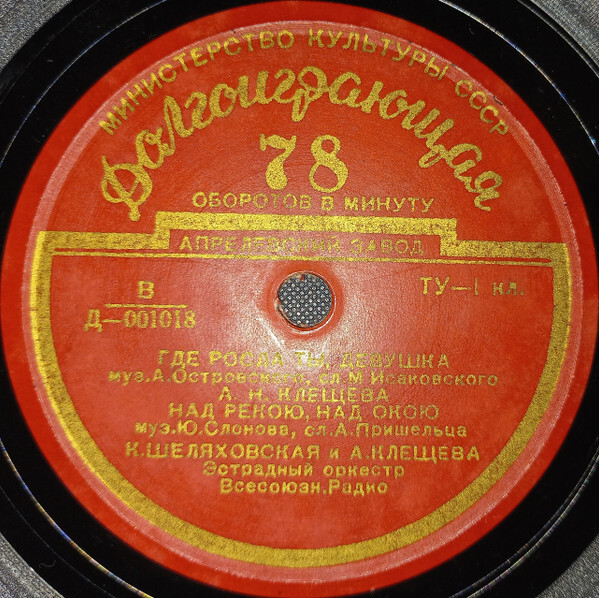 МИНИСТЕРСТВО КУЛЬТУРЫ СССР
Долгоиграющая
78
ОБОРОТОВ В МИНУТУ
АПРЕЛЕВСКИЙ ЗАВОД
В
Д—001018
ТУ—I кл.
ГДЕ РОСЛА ТЫ, ДЕВУШКА
муз.А.Островского, сл.М.Исаковского
А. Н. КЛЕЩЕВА
НАД РЕКОЮ, НАД ОКОЮ
муз.Ю.Слонова, сл.А.Пришельца
К.ШЕЛЯХОВСКАЯ и А.КЛЕЩЕВА
Эстрадный оркестр
Всесоюзн.Радио